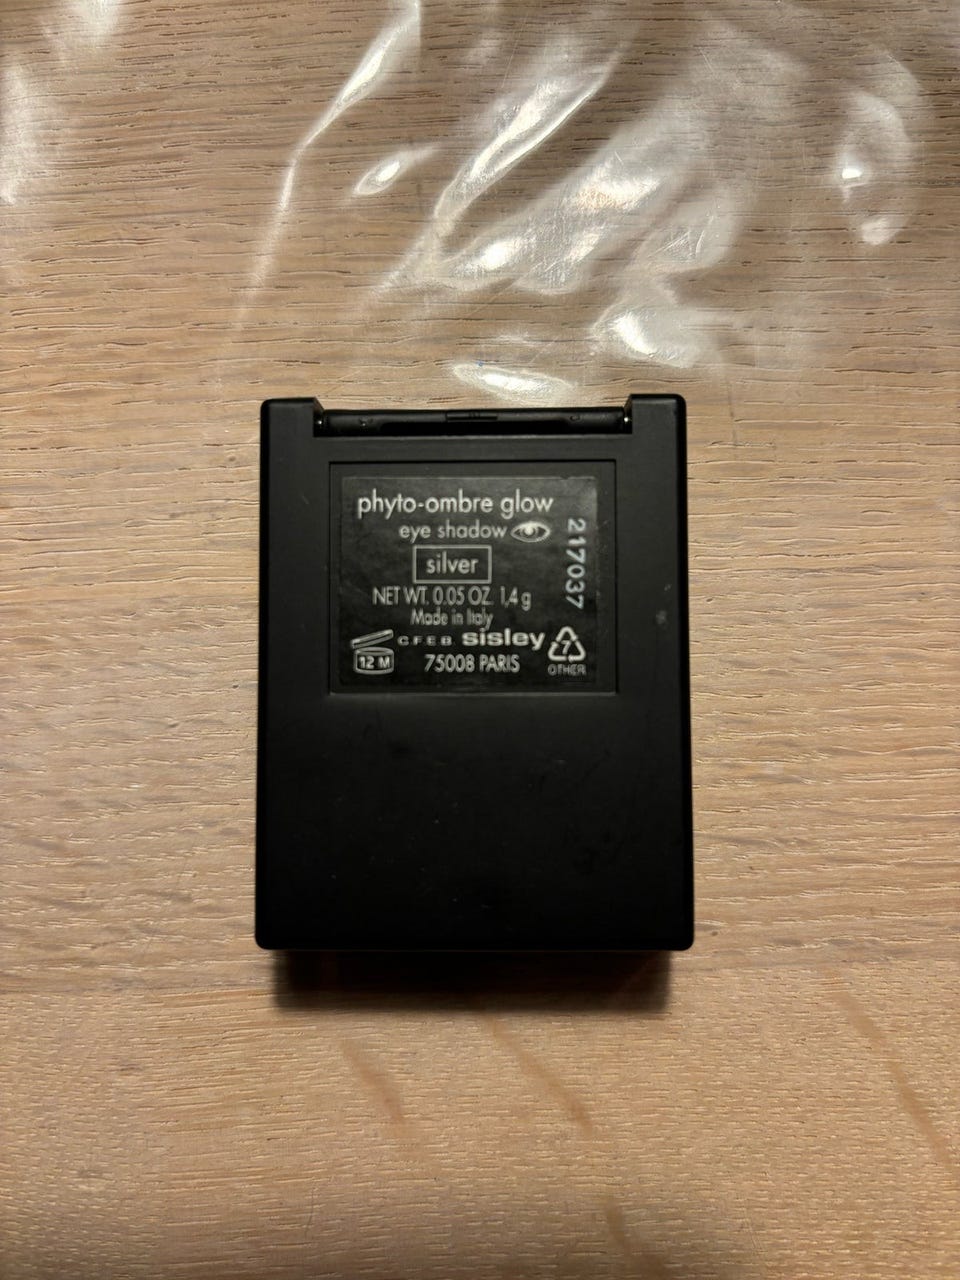 phyto-ombre glow
eye shadow
silver
NET WT. 0.05 OZ. 1,4 g
Made in Italy
C.F.E.B. sisley
75008 PARIS
12 M
7
OTHER
217037